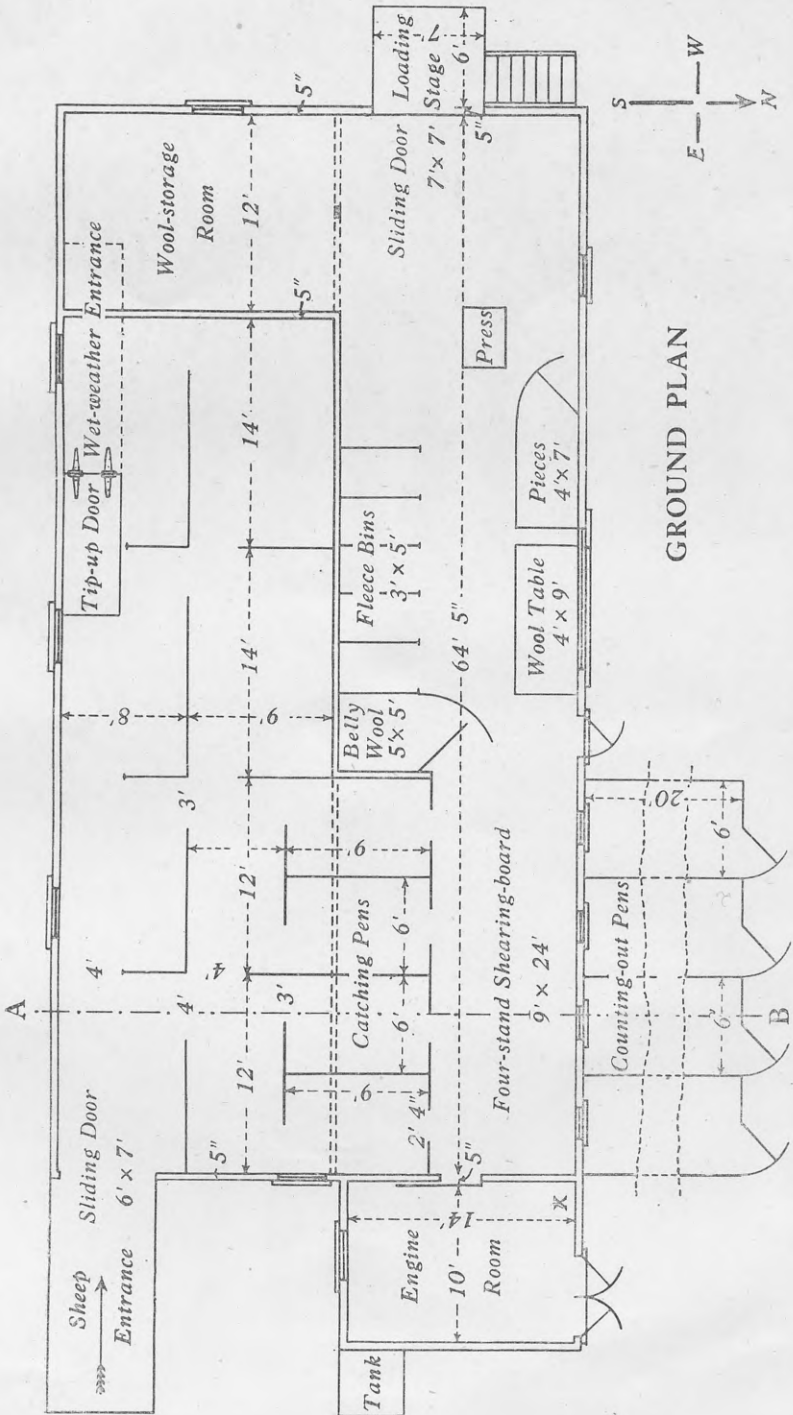 Sheep
Entrance
Sliding Door
6' × 7'
A
4'
4'
4'
3'
3'
8'
9'
Tip-up Door
Wet-weather Entrance
Wool-storage
Room
12'
5"
5"
14'
14'
12'
12'
5"
Loading
Stage
7'
6'
5"
Sliding Door
7' × 7'
Press
Fleece Bins
3' × 5'
Belly
Wool
5' × 5'
64' 5"
Catching Pens
6'
6'
9'
9'
2' 4"
Four-stand Shearing-board
9' × 24'
Wool Table
4' × 9'
Pieces
4' × 7'
5"
Engine
Room
14'
10'
Tank
Counting-out Pens
20'
6'
6'
B
S
E
W
N
GROUND PLAN